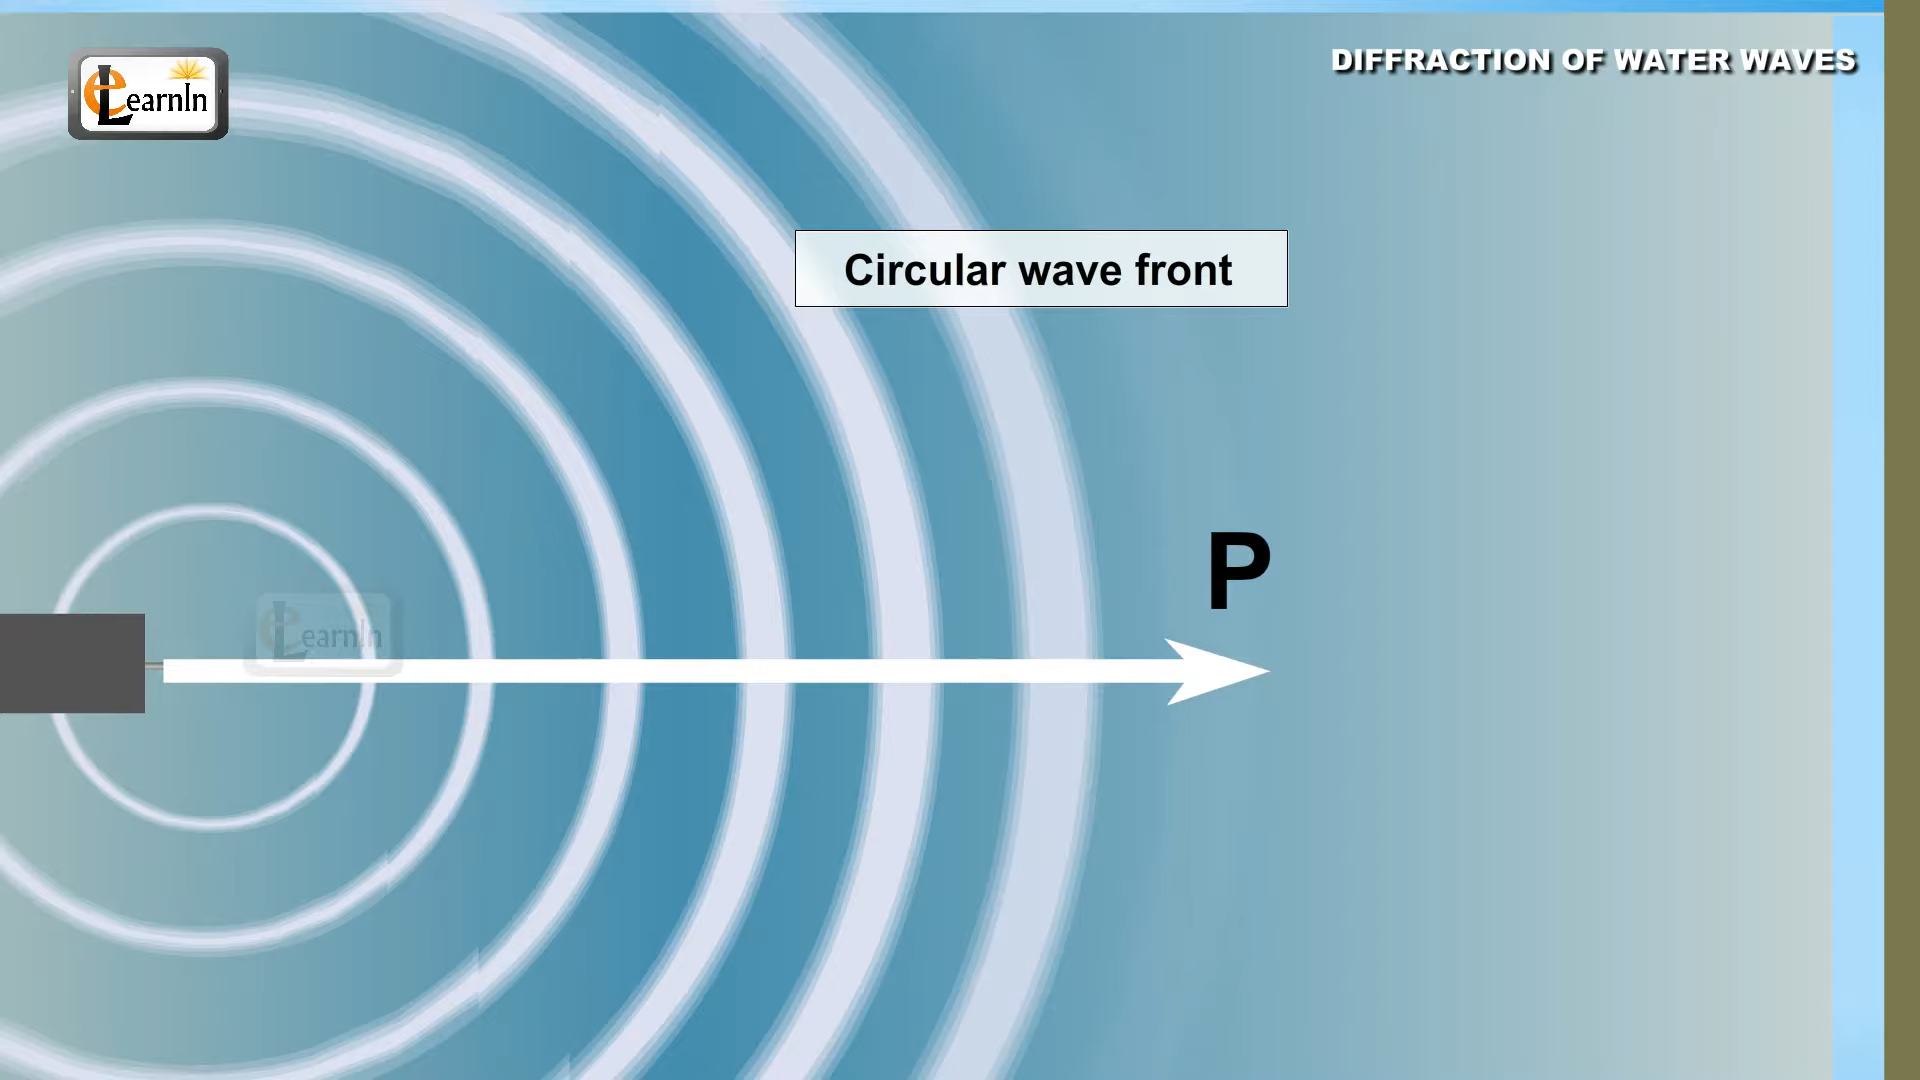 eLearnIn
DIFFRACTION OF WATER WAVES
Circular wave front
P
eLearnIn